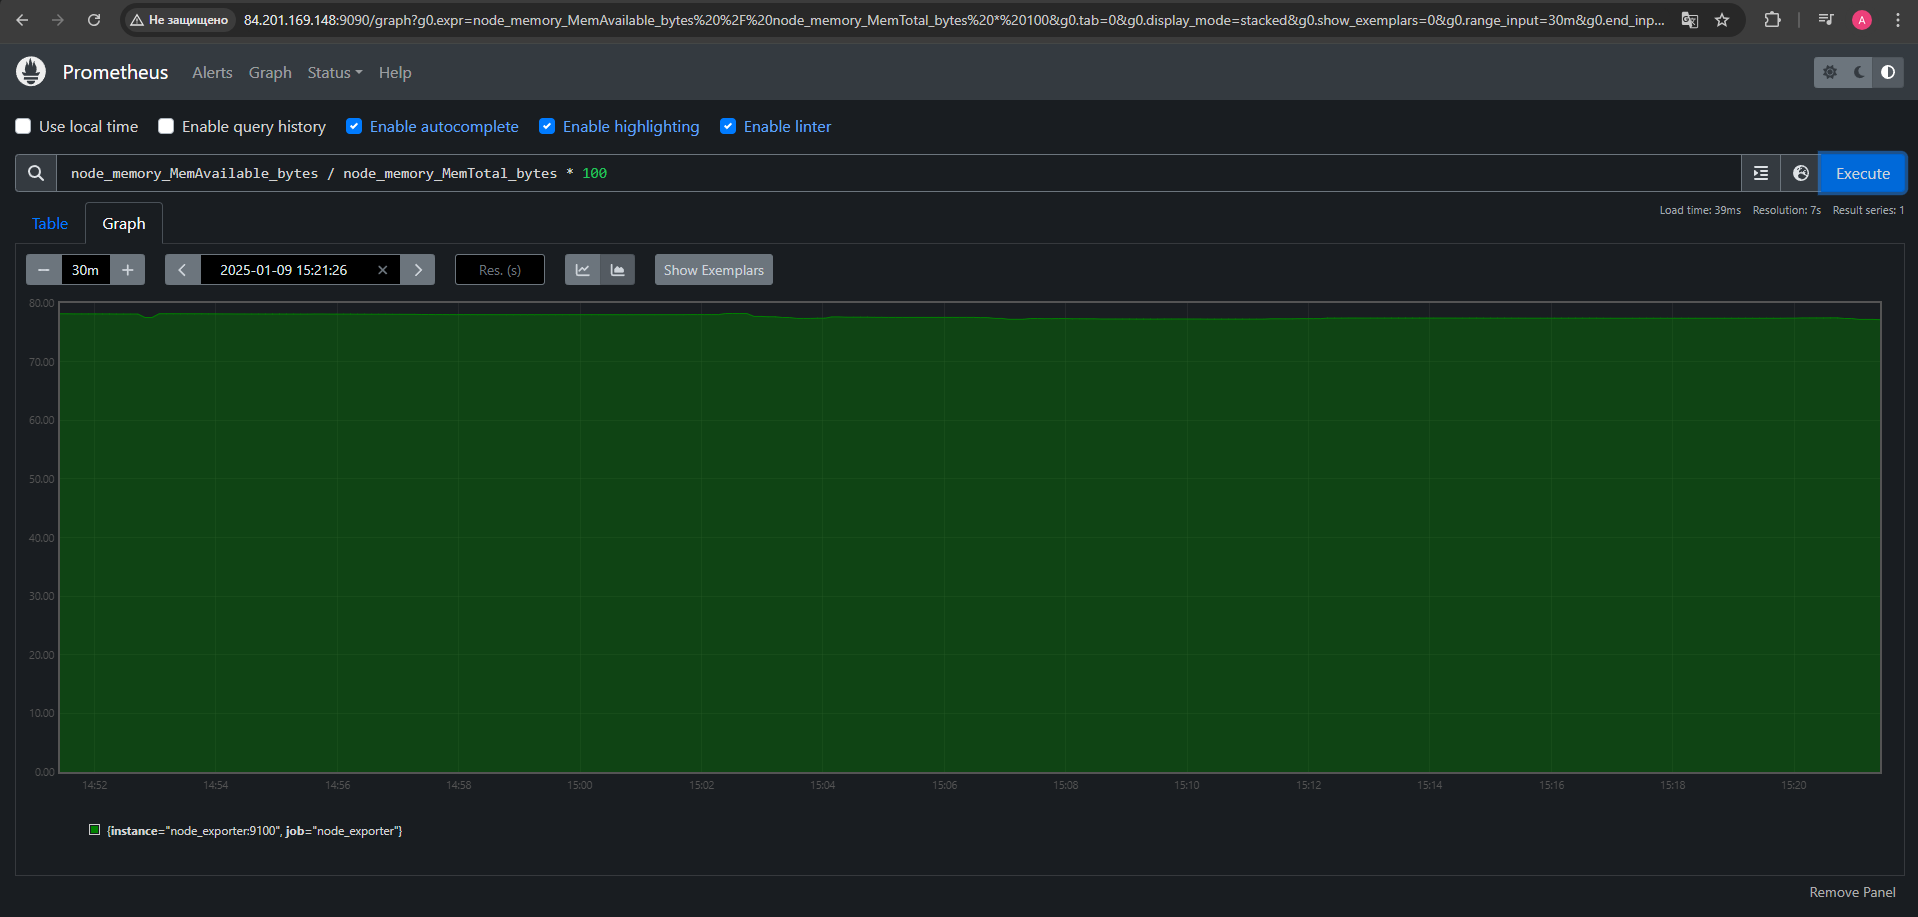 Не защищено 84.201.169.148:9090/graph?g0.expr=node_memory_MemAvailable_bytes%20%2F%20node_memory_MemTotal_bytes%20*%20100&g0.tab=0&g0.display_mode=stacked&g0.show_exemplars=0&g0.range_input=30m&g0.end_inp... A
Prometheus Alerts Graph Status Help
Use local time Enable query history Enable autocomplete Enable highlighting Enable linter
node_memory_MemAvailable_bytes / node_memory_MemTotal_bytes * 100 Execute
Load time: 39ms Resolution: 7s Result series: 1
Table Graph
30m 2025-01-09 15:21:26 Res. (s) Show Exemplars
80.00
70.00
60.00
50.00
40.00
30.00
20.00
10.00
0.00
14:52 14:54 14:56 14:58 15:00 15:02 15:04 15:06 15:08 15:10 15:12 15:14 15:16 15:18 15:20
{instance="node_exporter:9100", job="node_exporter"}
Remove Panel